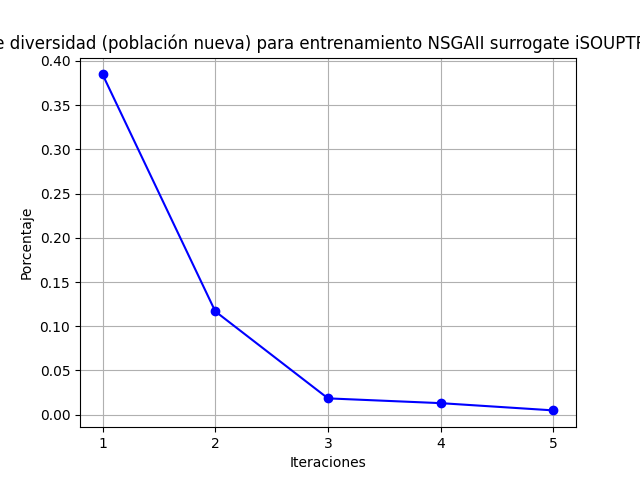 e diversidad (población nueva) para entrenamiento NSGAII surrogate iSOUPTR
0.40
0.35
0.30
0.25
0.20
0.15
0.10
0.05
0.00
Porcentaje
1 2 3 4 5
Iteraciones